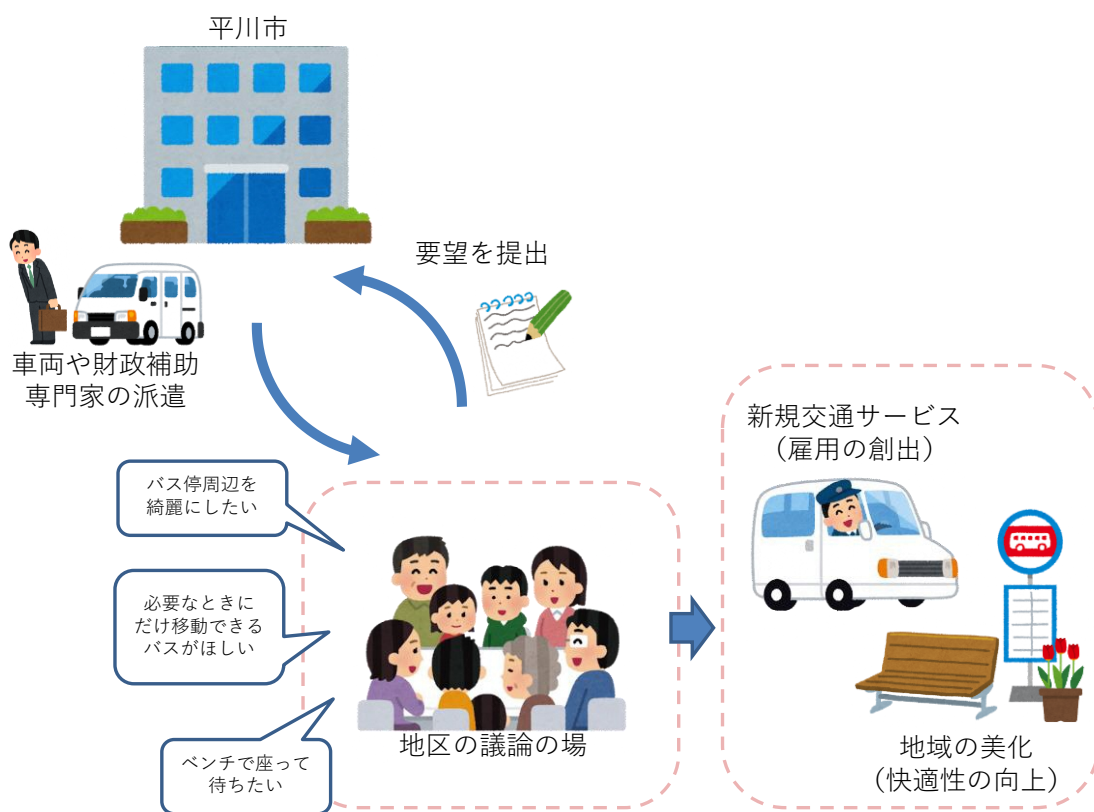 平川市
要望を提出
車両や財政補助
専門家の派遣
バス停周辺を
綺麗にしたい
必要なときに
だけ移動できる
バスがほしい
ベンチで座って
待ちたい
地区の議論の場
新規交通サービス
（雇用の創出）
地域の美化
（快適性の向上）